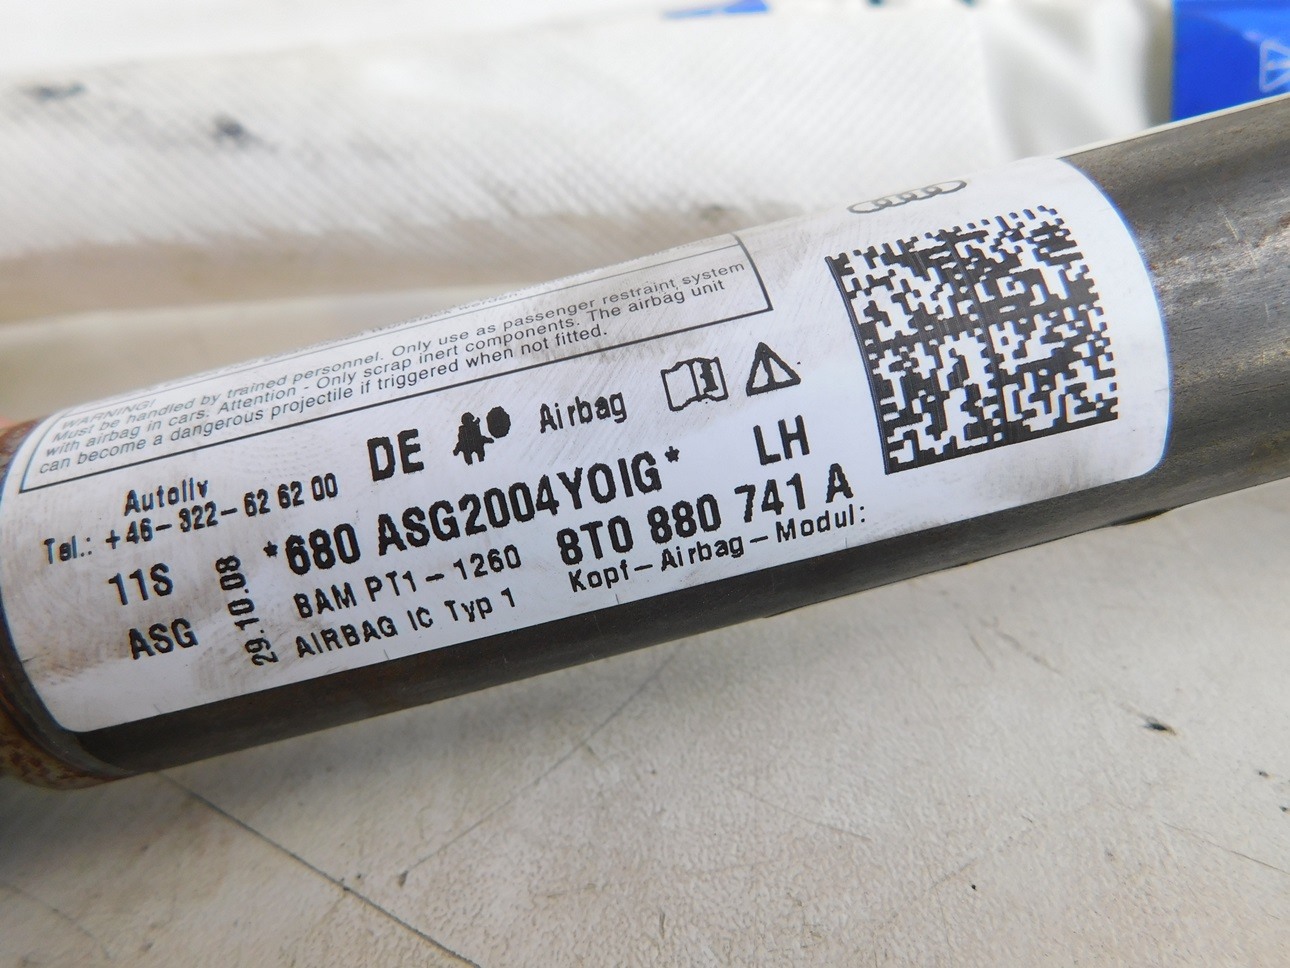 WARNING!
Must be handled by trained personnel. Only use as passenger restraint system
with airbag in cars. Attention - Only scrap inert components. The airbag unit
can become a dangerous projectile if triggered when not fitted.
DE Airbag
Autoliv
Tel.: +46-322-62 62 00
*680 ASG2004YOIG* LH
11S 29.10.08 BAM PT1-1260 8T0 880 741 A
ASG AIRBAG IC Typ 1 Kopf-Airbag-Modul: